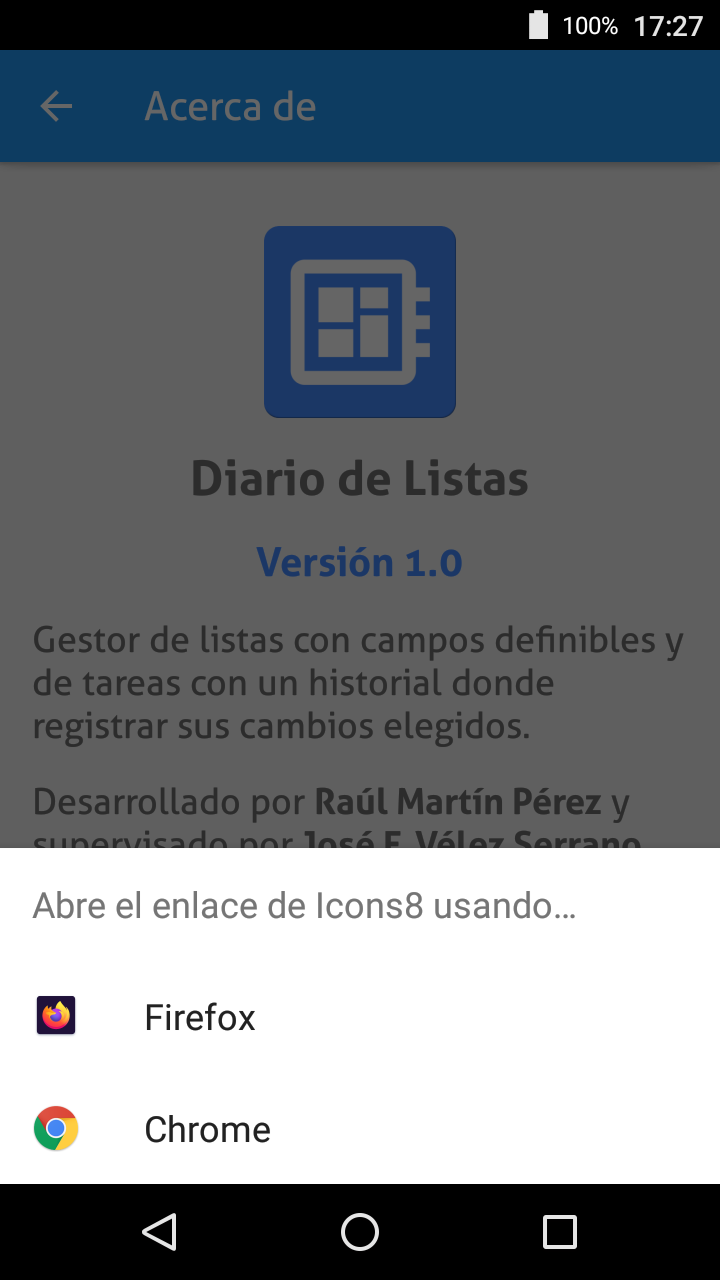 100% 17:27
Acerca de
Diario de Listas
Versión 1.0
Gestor de listas con campos definibles y
de tareas con un historial donde
registrar sus cambios elegidos.
Desarrollado por Raúl Martín Pérez y
supervisado por José F. Vélez Serrano
Abre el enlace de Icons8 usando...
Firefox
Chrome